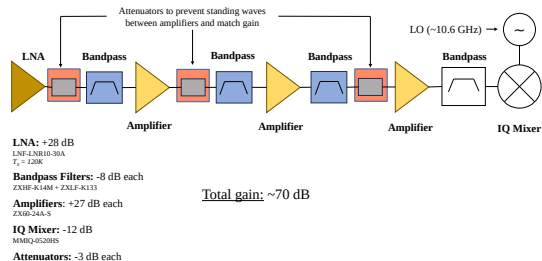 Attenuators to prevent standing waves
between amplifiers and match gain
LO (~10.6 GHz)
~
LNA
Bandpass
Bandpass
Bandpass
Bandpass
Amplifier
Amplifier
Amplifier
IQ Mixer
LNA: +28 dB
LNF-LNR10-30A
Tₙ = 120K
Bandpass Filters: -8 dB each
ZXHF-K14M + ZXLF-K133
Amplifiers: +27 dB each
ZX60-24A-S
IQ Mixer: -12 dB
MMIQ-0520HS
Attenuators: -3 dB each
Total gain: ~70 dB